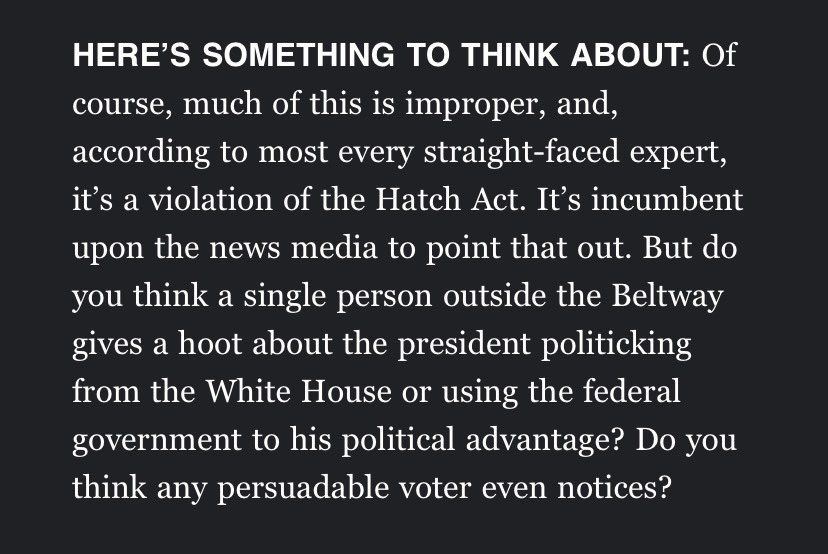 HERE’S SOMETHING TO THINK ABOUT: Of
course, much of this is improper, and,
according to most every straight-faced expert,
it’s a violation of the Hatch Act. It’s incumbent
upon the news media to point that out. But do
you think a single person outside the Beltway
gives a hoot about the president politicking
from the White House or using the federal
government to his political advantage? Do you
think any persuadable voter even notices?